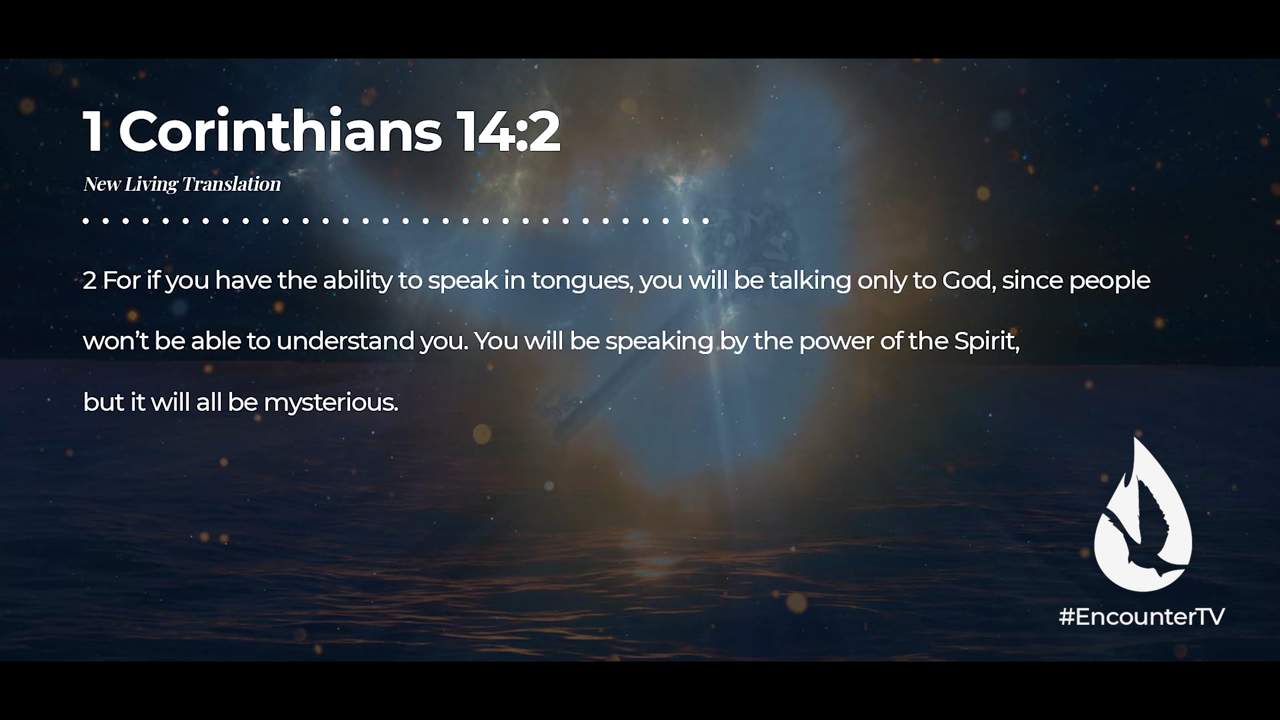 1 Corinthians 14:2
New Living Translation
2 For if you have the ability to speak in tongues, you will be talking only to God, since people
won’t be able to understand you. You will be speaking by the power of the Spirit,
but it will all be mysterious.
#EncounterTV